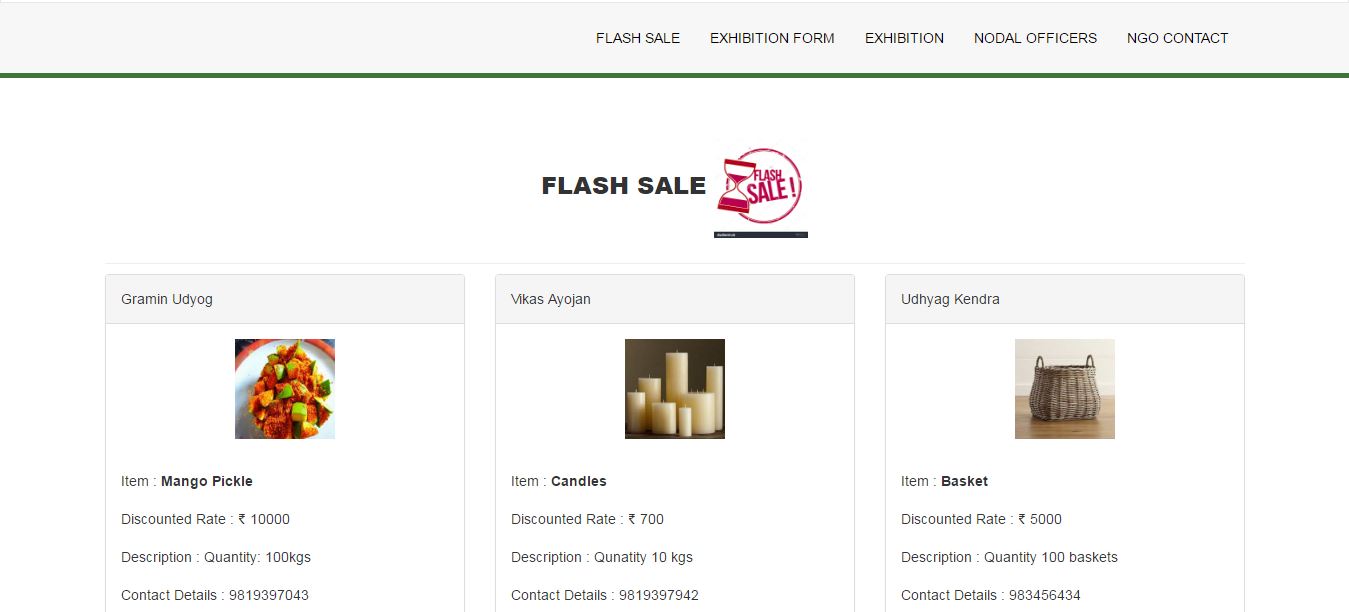 FLASH SALE EXHIBITION FORM EXHIBITION NODAL OFFICERS NGO CONTACT
FLASH SALE
FLASH
SALE!
Gramin Udyog
Item : Mango Pickle
Discounted Rate : ₹ 10000
Description : Quantity: 100kgs
Contact Details : 9819397043
Vikas Ayojan
Item : Candles
Discounted Rate : ₹ 700
Description : Qunatity 10 kgs
Contact Details : 9819397942
Udhyag Kendra
Item : Basket
Discounted Rate : ₹ 5000
Description : Quantity 100 baskets
Contact Details : 983456434